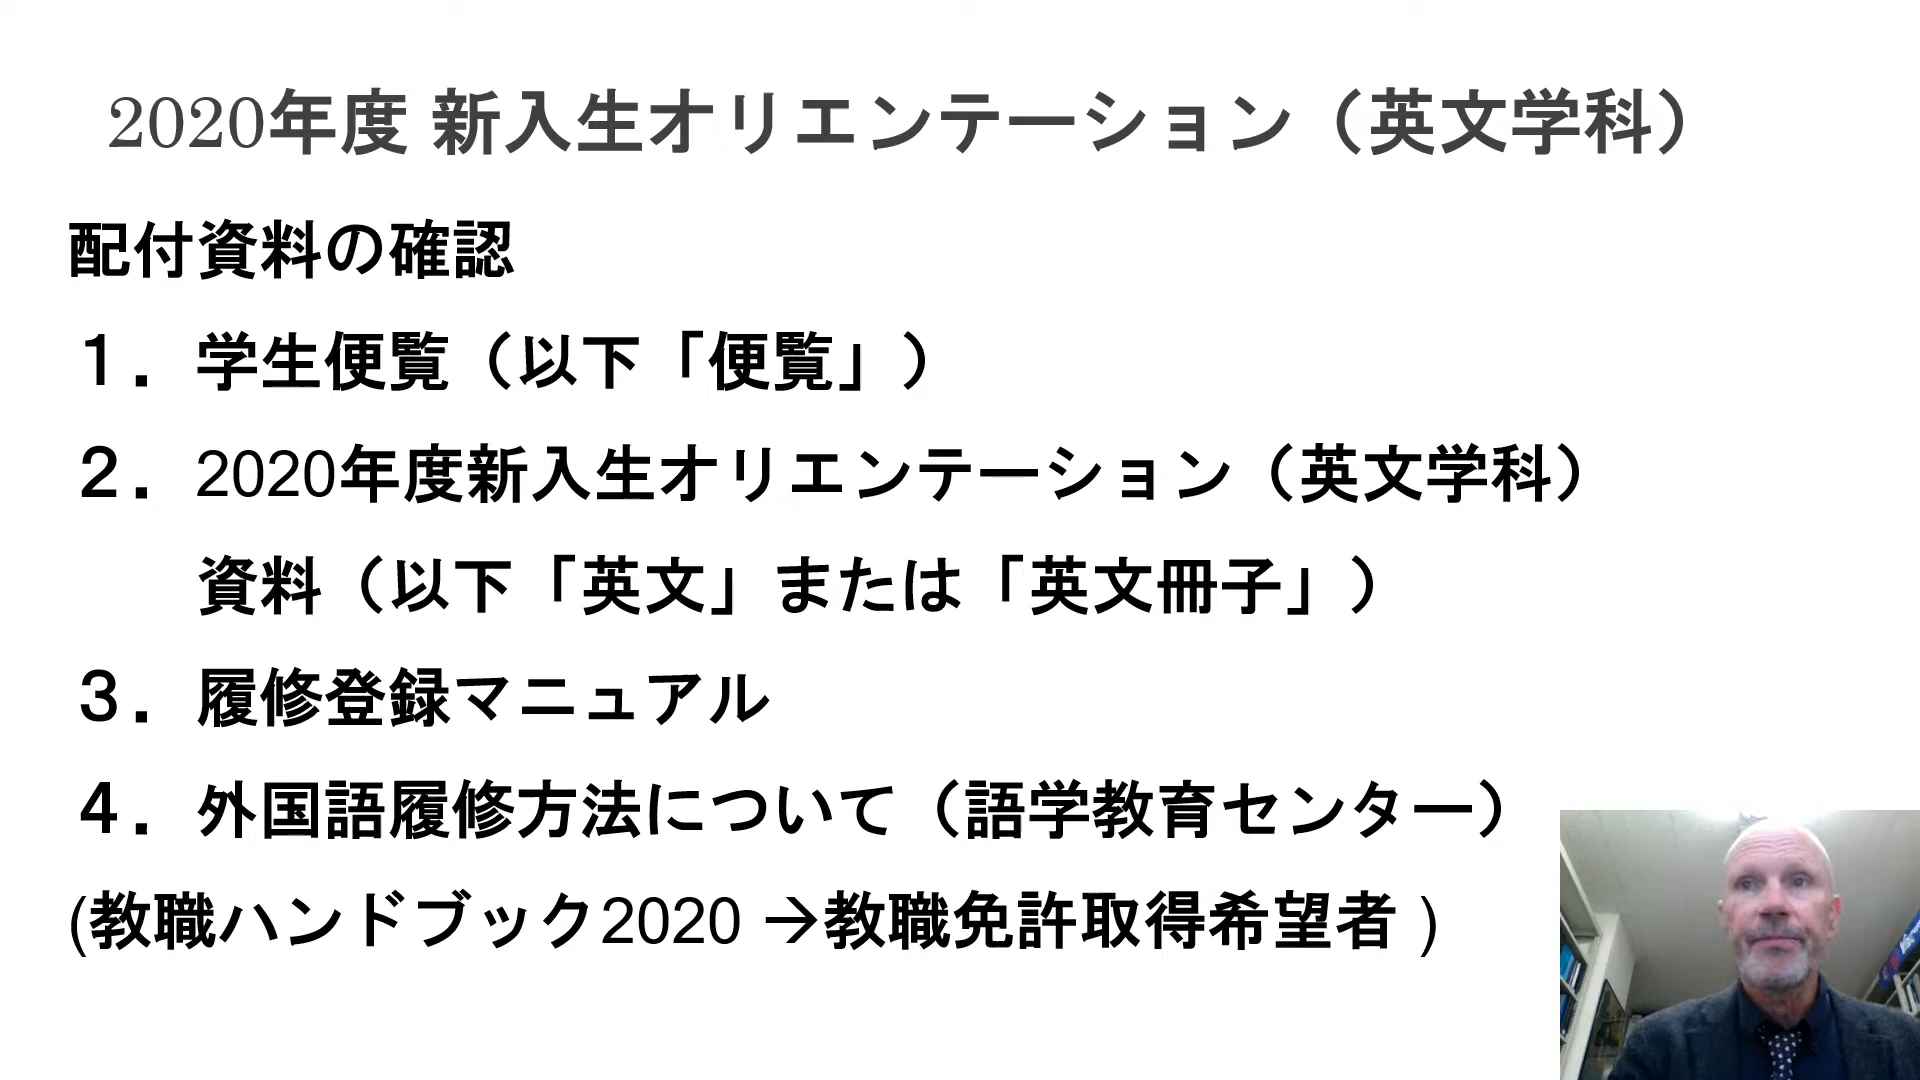 2020年度 新入生オリエンテーション（英文学科）
配付資料の確認
１．学生便覧（以下「便覧」）
２．2020年度新入生オリエンテーション（英文学科）
資料（以下「英文」または「英文冊子」）
３．履修登録マニュアル
４．外国語履修方法について（語学教育センター）
(教職ハンドブック2020 →教職免許取得希望者 )